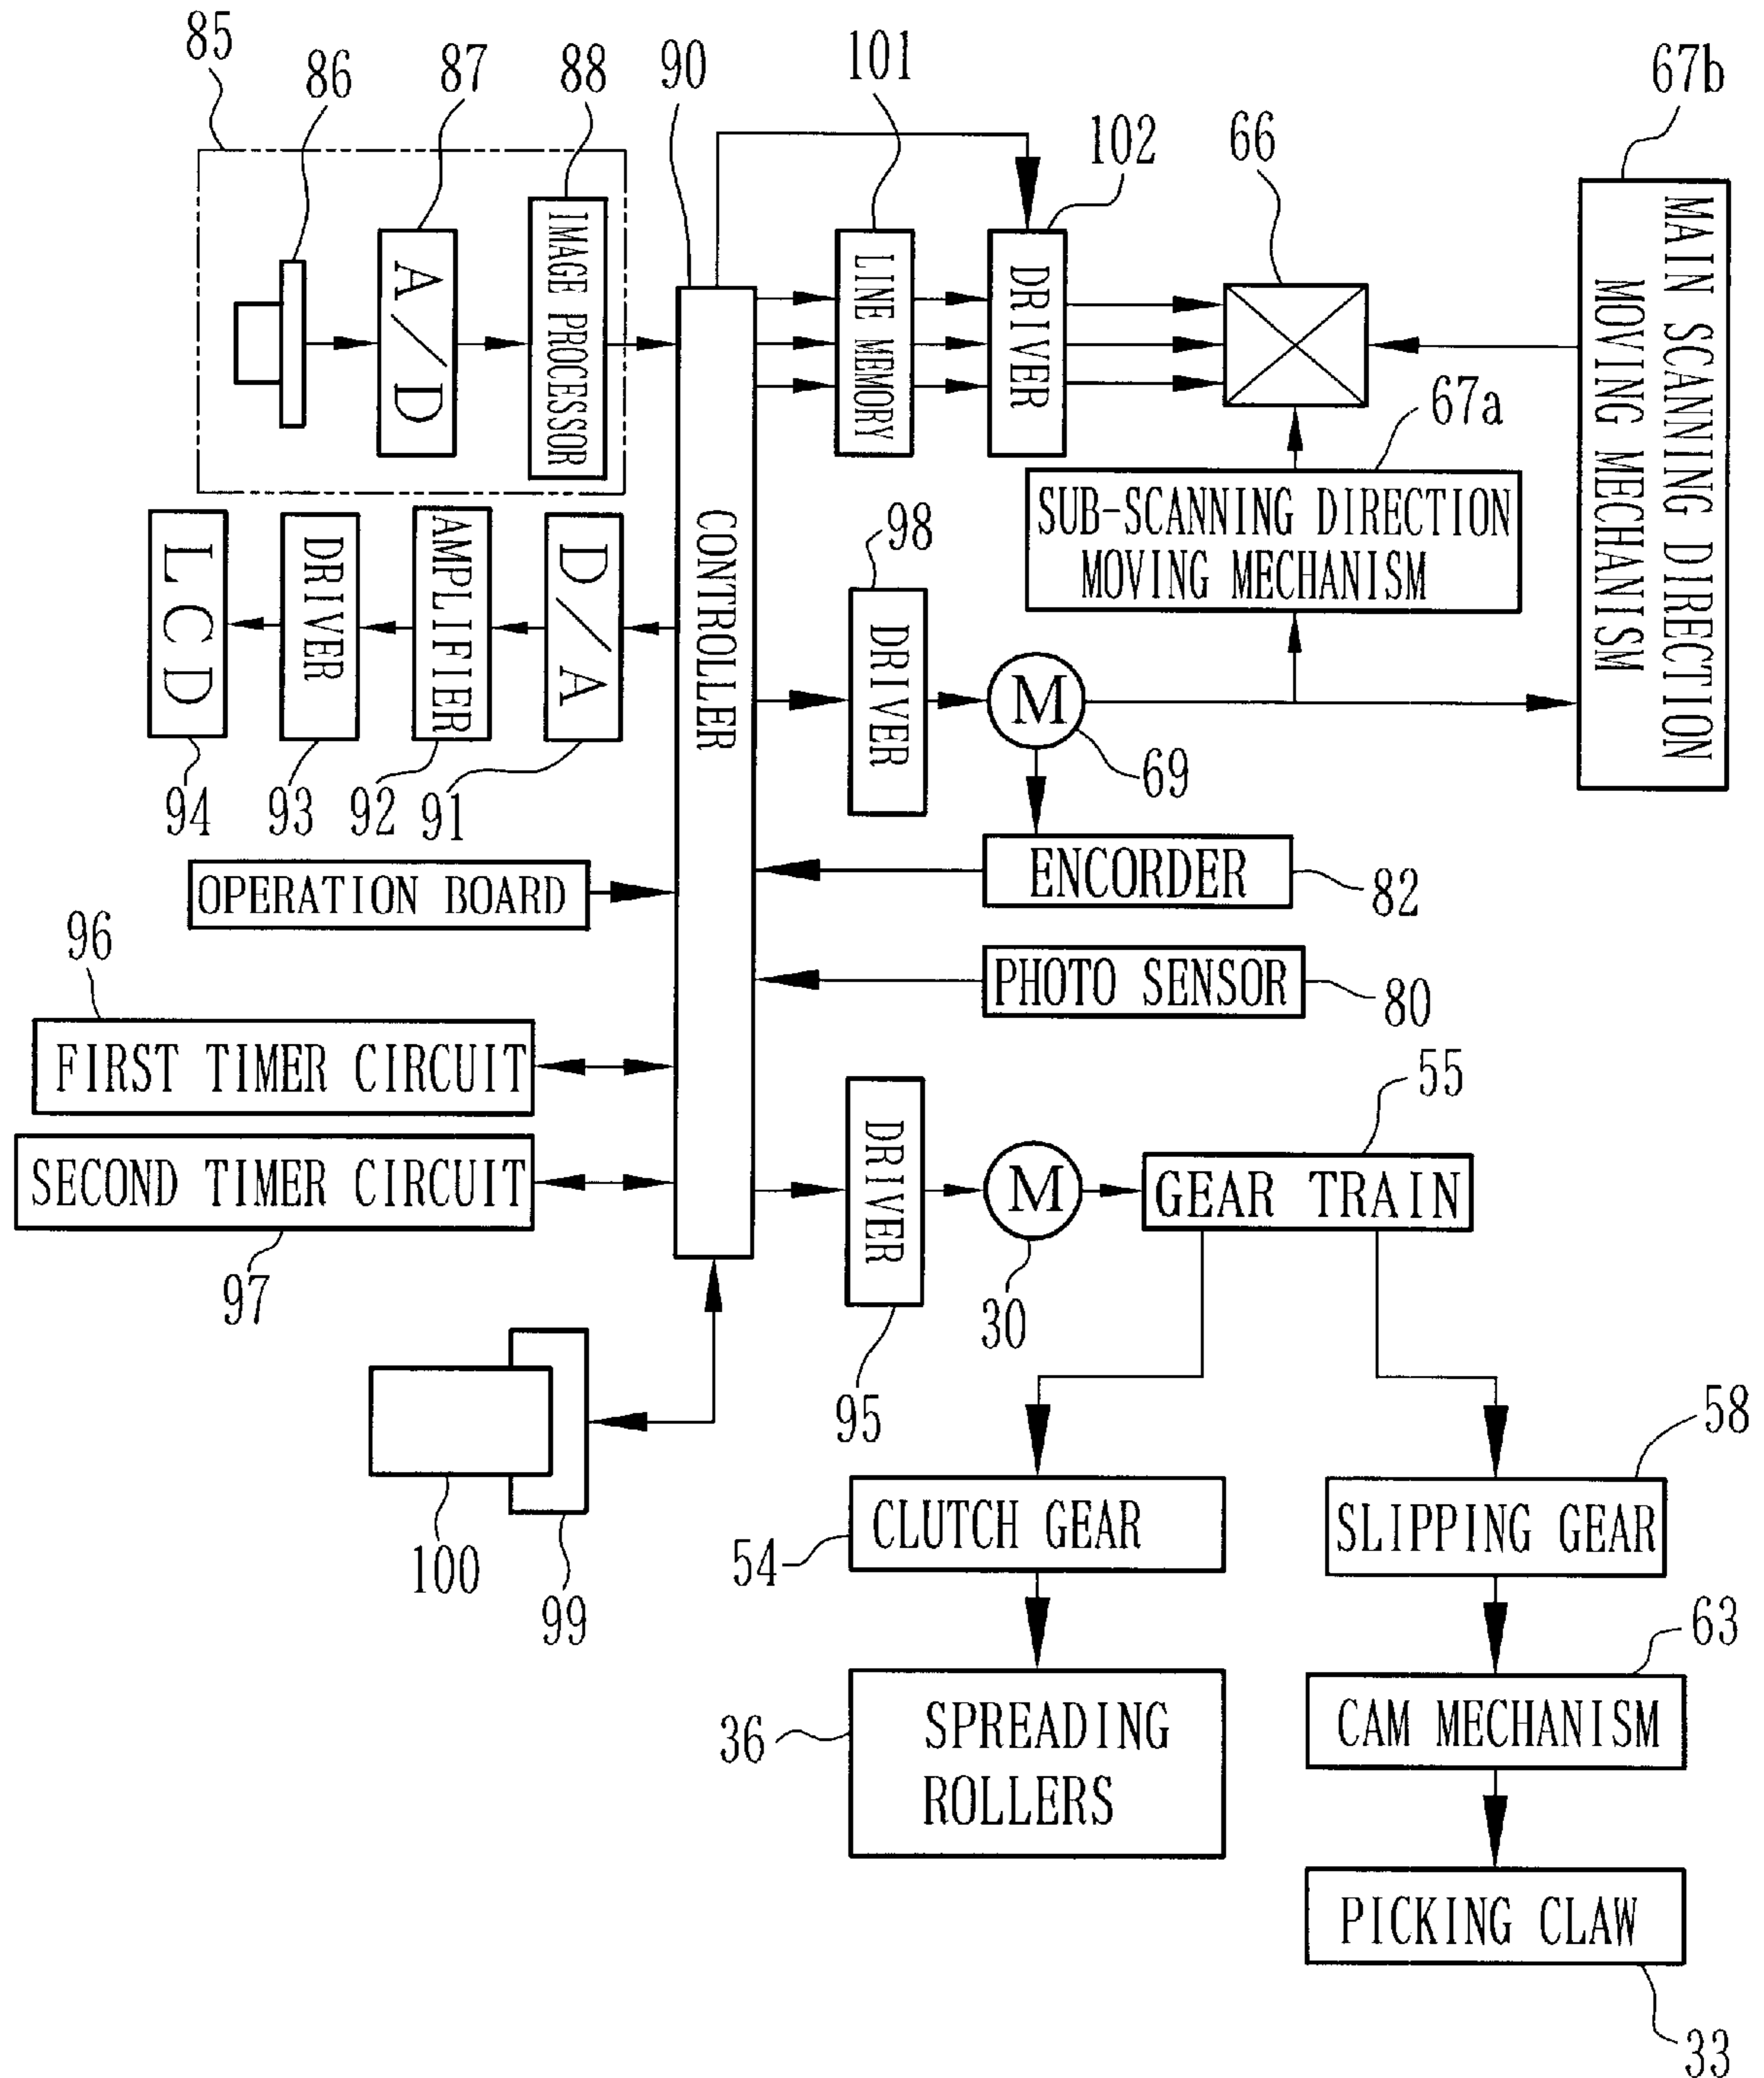 85
86
87
88
90
101
102
66
67b
A/D
IMAGE PROCESSOR
LINE MEMORY
DRIVER
MAIN SCANNING DIRECTION
MOVING MECHANISM
67a
SUB-SCANNING DIRECTION
MOVING MECHANISM
CONTROLLER
LCD
DRIVER
AMPLIFIER
D/A
98
DRIVER
M
69
94
93
92
91
ENCORDER
82
OPERATION BOARD
96
PHOTO SENSOR
80
FIRST TIMER CIRCUIT
55
SECOND TIMER CIRCUIT
97
DRIVER
M
GEAR TRAIN
30
95
100
99
58
CLUTCH GEAR
54
SLIPPING GEAR
63
36
SPREADING
ROLLERS
CAM MECHANISM
PICKING CLAW
33